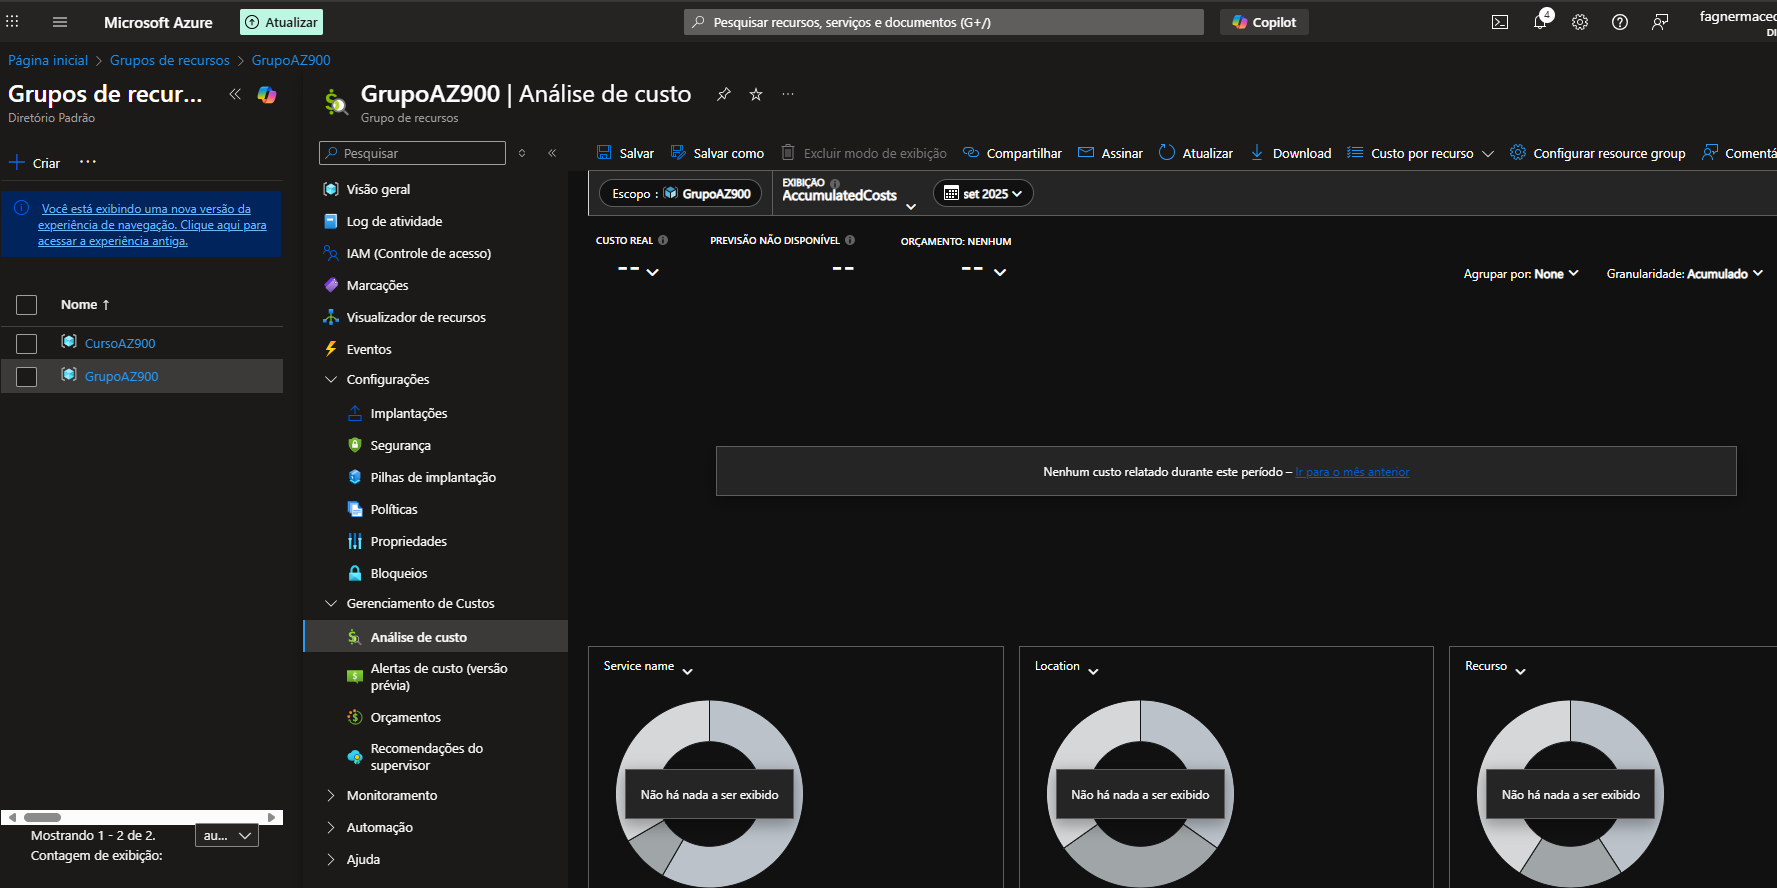 Microsoft Azure
Atualizar
Pesquisar recursos, serviços e documentos (G+/)
Copilot
4
fagnermaced
DI
Página inicial > Grupos de recursos > GrupoAZ900
Grupos de recur...
Diretório Padrão
Criar
Você está exibindo uma nova versão da
experiência de navegação. Clique aqui para
acessar a experiência antiga.
Nome ↑
CursoAZ900
GrupoAZ900
Mostrando 1 - 2 de 2.
Contagem de exibição:
au...
GrupoAZ900 | Análise de custo
Grupo de recursos
Pesquisar
Visão geral
Log de atividade
IAM (Controle de acesso)
Marcações
Visualizador de recursos
Eventos
Configurações
Implantações
Segurança
Pilhas de implantação
Políticas
Propriedades
Bloqueios
Gerenciamento de Custos
Análise de custo
Alertas de custo (versão
prévia)
Orçamentos
Recomendações do
supervisor
Monitoramento
Automação
Ajuda
Salvar
Salvar como
Excluir modo de exibição
Compartilhar
Assinar
Atualizar
Download
Custo por recurso
Configurar resource group
Comentá
Escopo : GrupoAZ900
EXIBIÇÃO
AccumulatedCosts
set 2025
CUSTO REAL
--
PREVISÃO NÃO DISPONÍVEL
--
ORÇAMENTO: NENHUM
--
Agrupar por: None
Granularidade: Acumulado
Nenhum custo relatado durante este período – Ir para o mês anterior
Service name
Não há nada a ser exibido
Location
Não há nada a ser exibido
Recurso
Não há nada a ser exibido